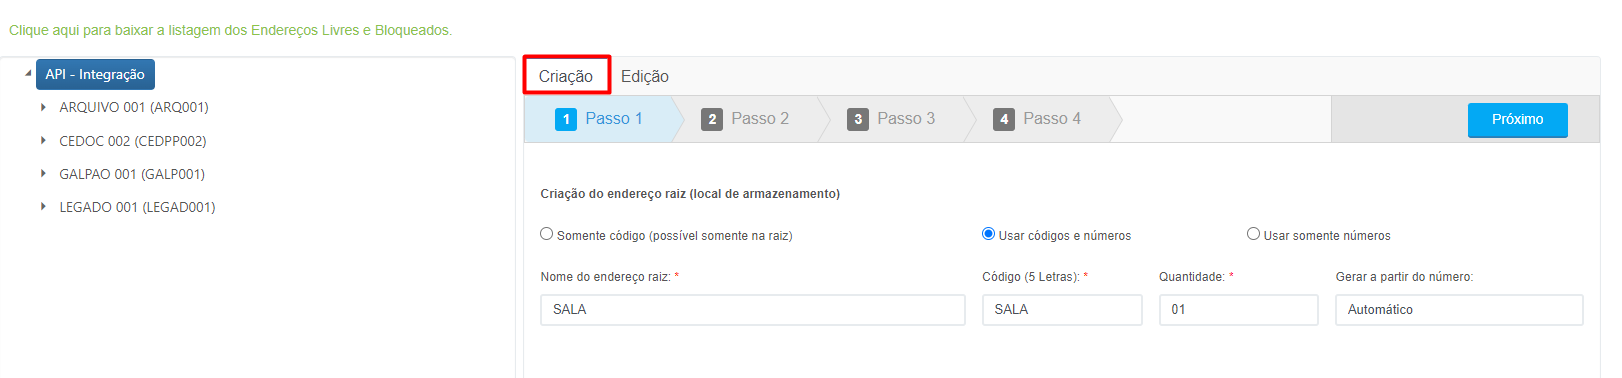 Clique aqui para baixar a listagem dos Endereços Livres e Bloqueados.
API - Integração
ARQUIVO 001 (ARQ001)
CEDOC 002 (CEDPP002)
GALPAO 001 (GALP001)
LEGADO 001 (LEGAD001)
Criação Edição
1 Passo 1 2 Passo 2 3 Passo 3 4 Passo 4 Próximo
Criação do endereço raiz (local de armazenamento)
Somente código (possível somente na raiz) Usar códigos e números Usar somente números
Nome do endereço raiz: * Código (5 Letras): * Quantidade: * Gerar a partir do número:
SALA SALA 01 Automático